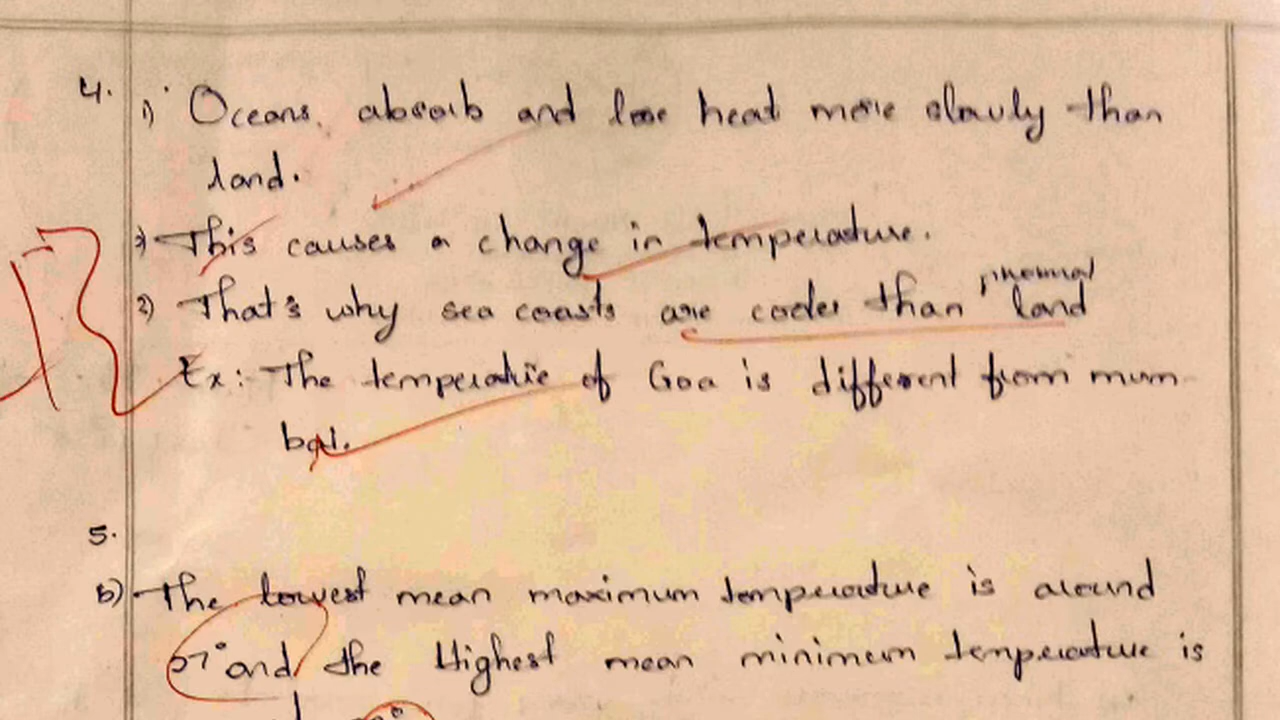 4. 1) Oceans absorb and lose heat more slowly than
land.
This causes a change in temperature.
2) That's why sea coasts are cooler than normal land
Ex:- The temperature of Goa is different from mum
bai.
5.
b) The lowest mean maximum temperature is around
and the Highest mean minimum temperature is